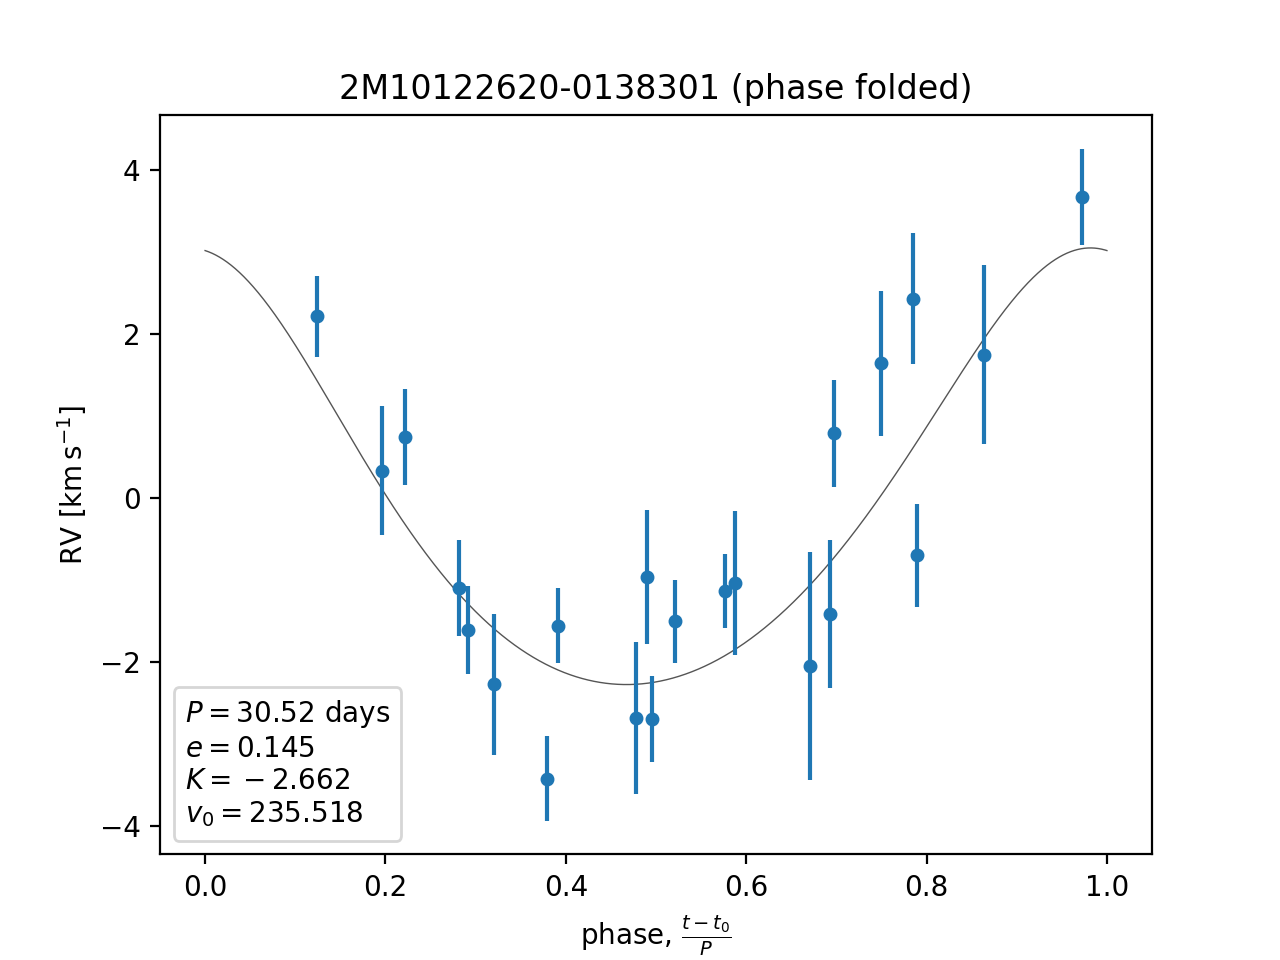 2M10122620-0138301 (phase folded)
RV [km s⁻¹]
4
2
0
−2
−4
P = 30.52 days
e = 0.145
K = −2.662
v₀ = 235.518
0.0 0.2 0.4 0.6 0.8 1.0
phase, (t − t₀)/P